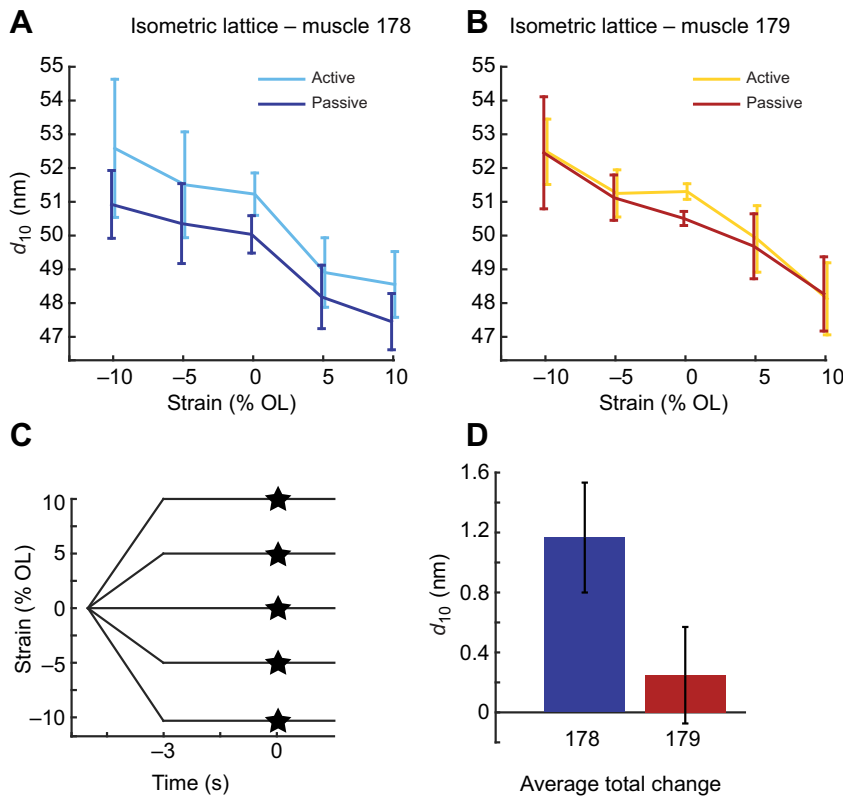 A Isometric lattice – muscle 178
55
54
53
52
51
50
49
48
47
d10 (nm)
Active
Passive
–10 –5 0 5 10
Strain (% OL)
B Isometric lattice – muscle 179
55
54
53
52
51
50
49
48
47
Active
Passive
–10 –5 0 5 10
Strain (% OL)
C
10
5
0
–5
–10
Strain (% OL)
–3 0
Time (s)
D
1.6
1.2
0.8
0.4
0
d10 (nm)
178 179
Average total change